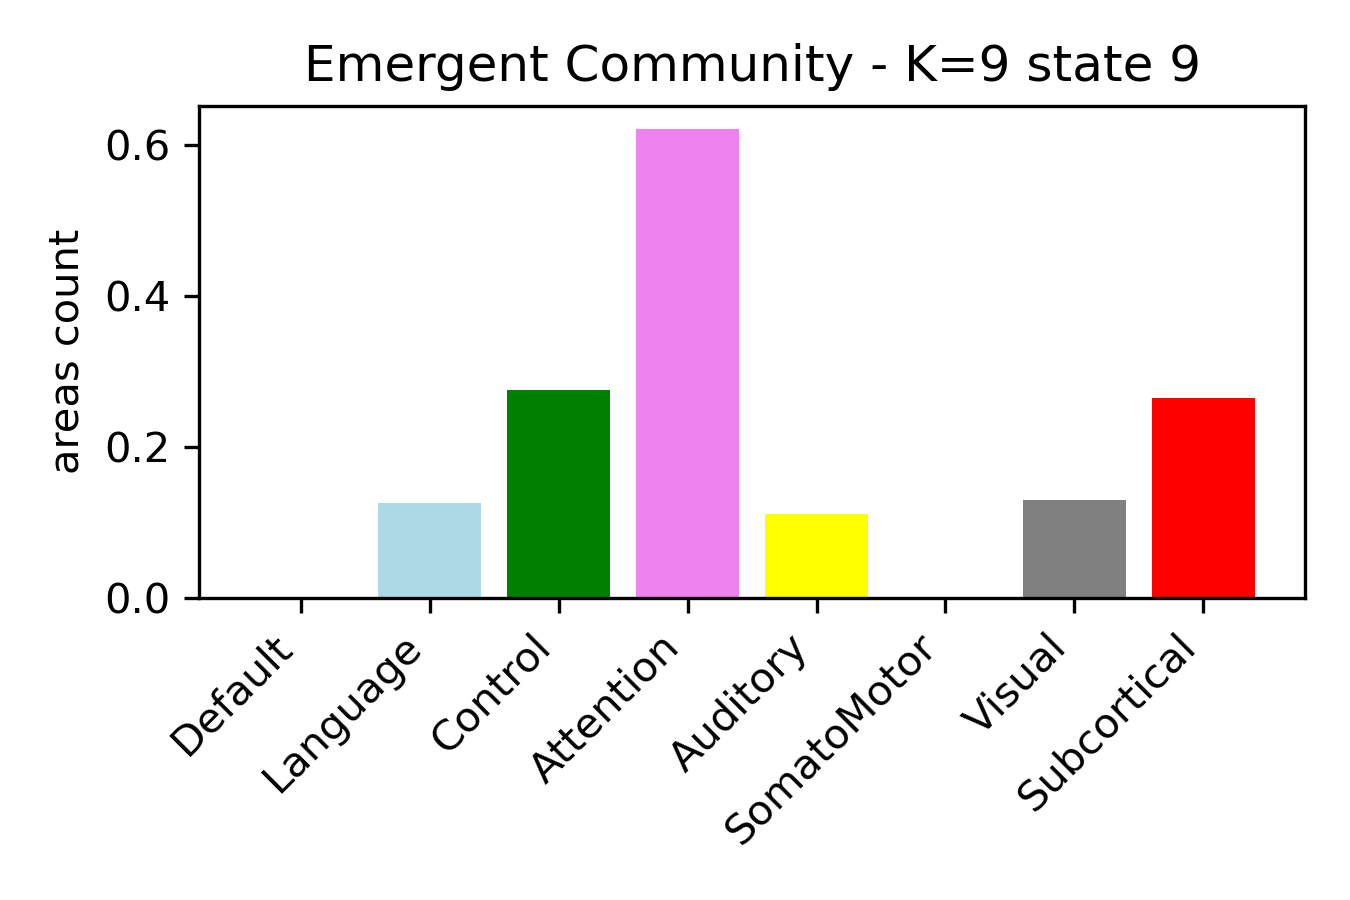 Emergent Community - K=9 state 9
areas count
0.6
0.4
0.2
0.0
Default
Language
Control
Attention
Auditory
SomatoMotor
Visual
Subcortical